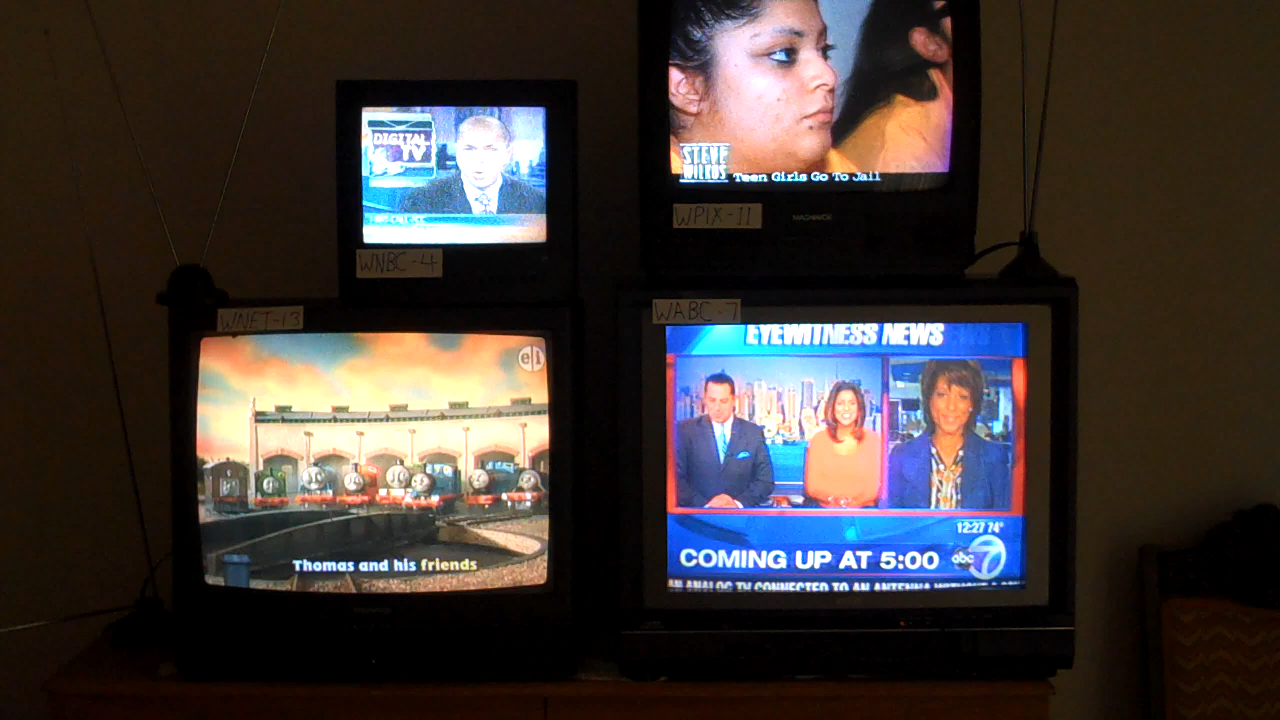 DIGITAL
TV
WNBC-4
STEVE
WILKOS
Teen Girls Go To Jail
WPIX-11
MAGNAVOX
WNET-13
ei
Thomas and his friends
WABC-7
EYEWITNESS NEWS
12:27 74°
COMING UP AT 5:00
abc 7
AN ANALOG TV CONNECTED TO AN ANTENNA WITHOUT A